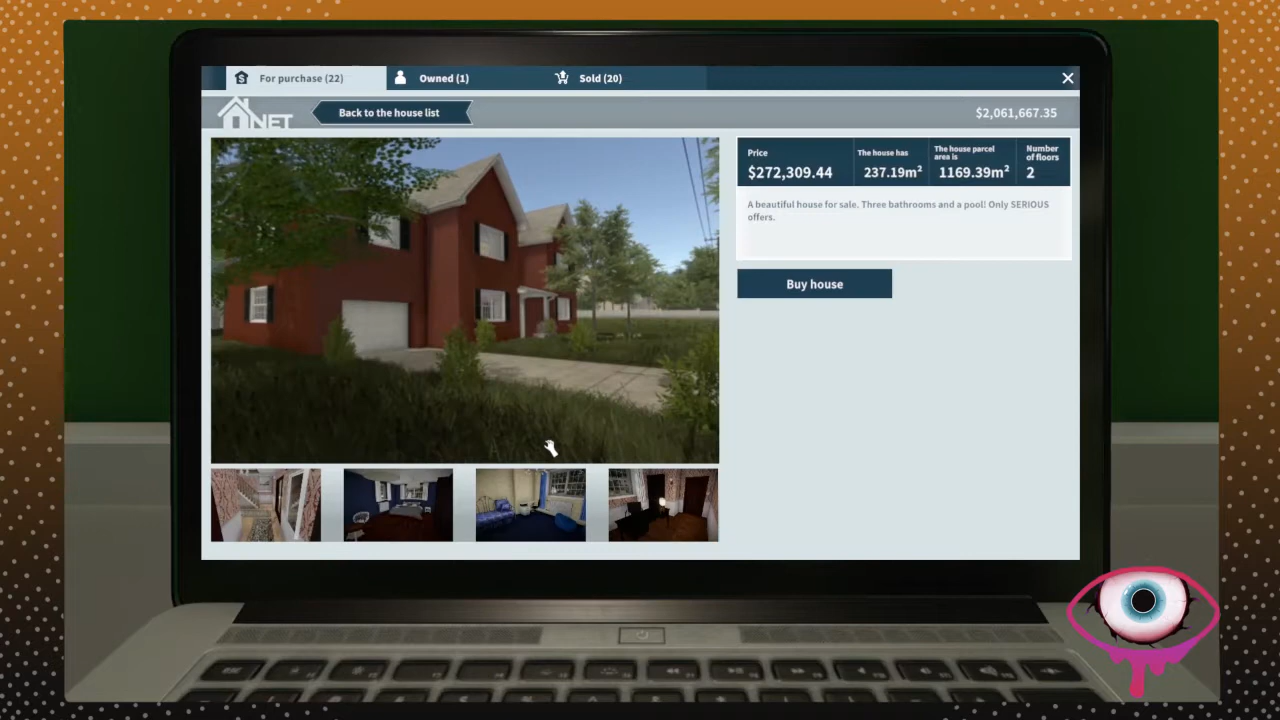 For purchase (22)
Owned (1)
Sold (20)
NET
Back to the house list
$2,061,667.35
Price
$272,309.44
The house has
237.19m²
The house parcel
area is
1169.39m²
Number
of floors
2
A beautiful house for sale. Three bathrooms and a pool! Only SERIOUS
offers.
Buy house